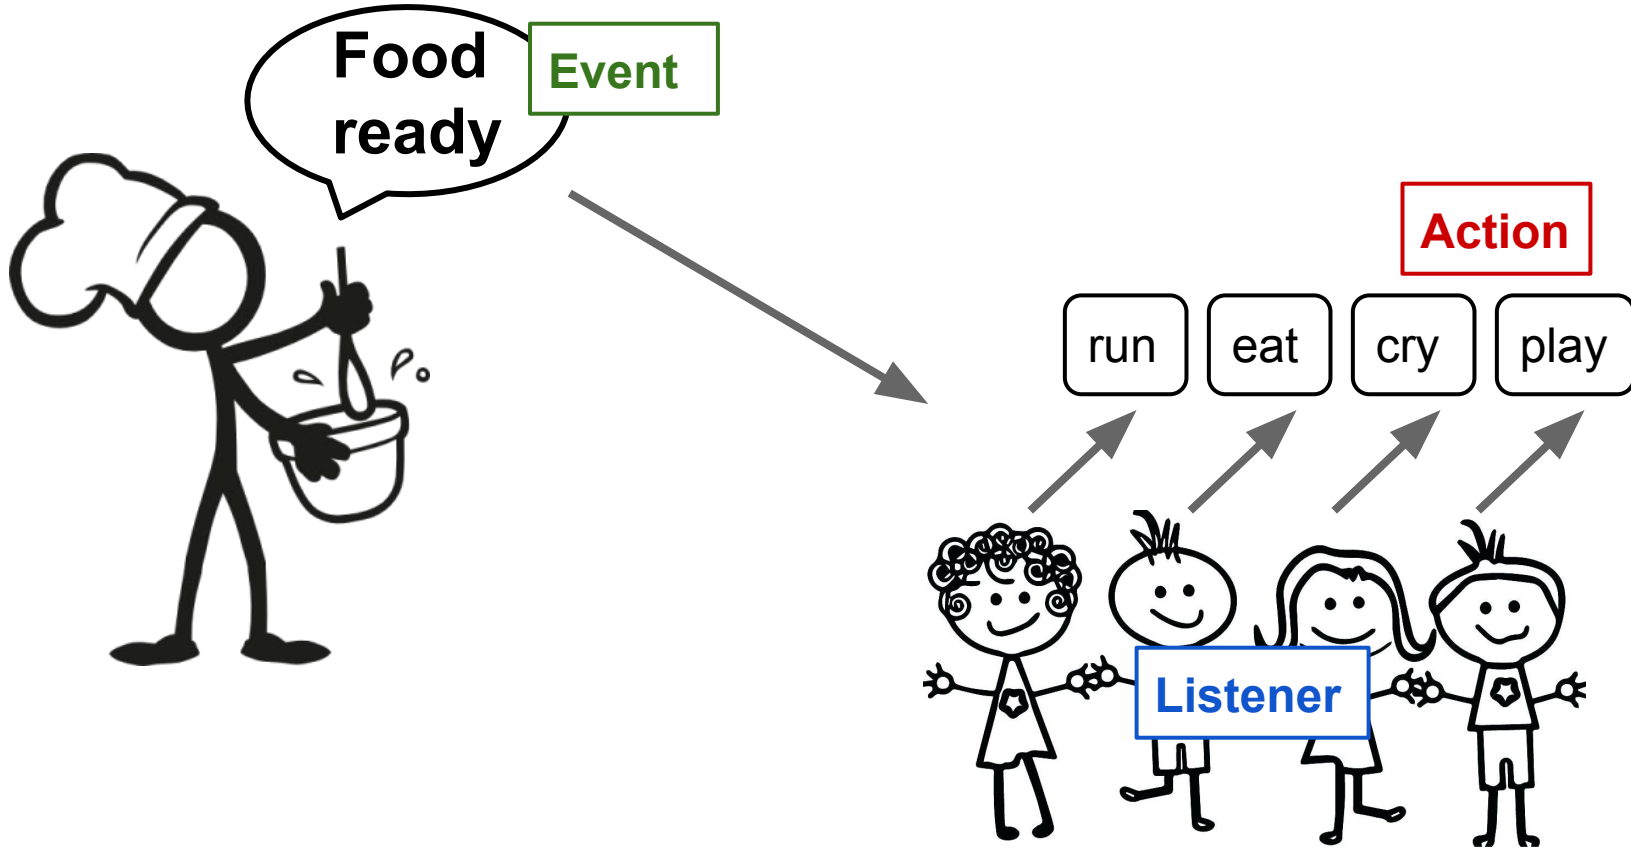 Food
ready
Event
Action
run
eat
cry
play
Listener